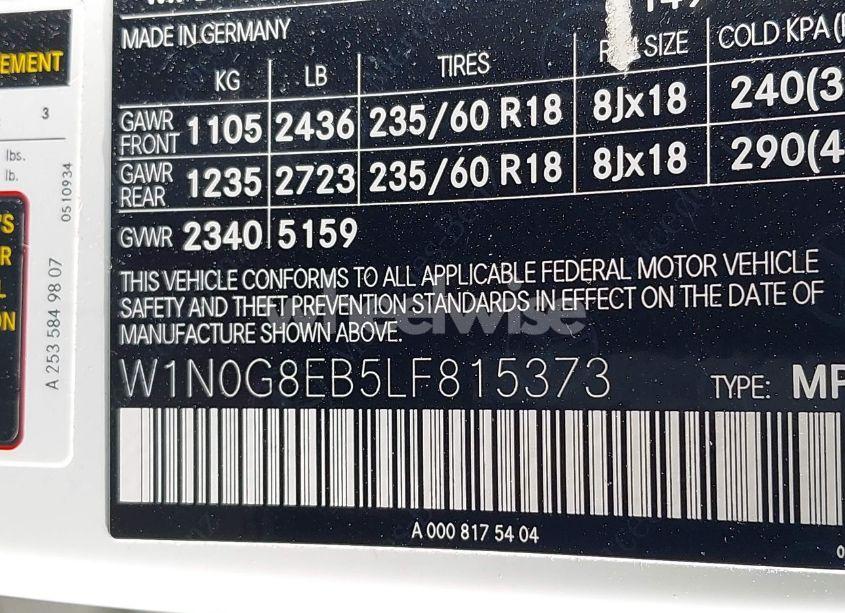 MADE IN GERMANY
EMENT
KG LB TIRES SIZE COLD KPA
GAWR FRONT 1105 2436 235/60 R18 8Jx18 240(3
GAWR REAR 1235 2723 235/60 R18 8Jx18 290(4
GVWR 2340 5159
THIS VEHICLE CONFORMS TO ALL APPLICABLE FEDERAL MOTOR VEHICLE
SAFETY AND THEFT PREVENTION STANDARDS IN EFFECT ON THE DATE OF
MANUFACTURE SHOWN ABOVE.
W1N0G8EB5LF815373 TYPE: MP
A 000 817 54 04
3
lbs.
lb.
0510934
A 253 584 98 07
'S
R
L
ON
wheelwise